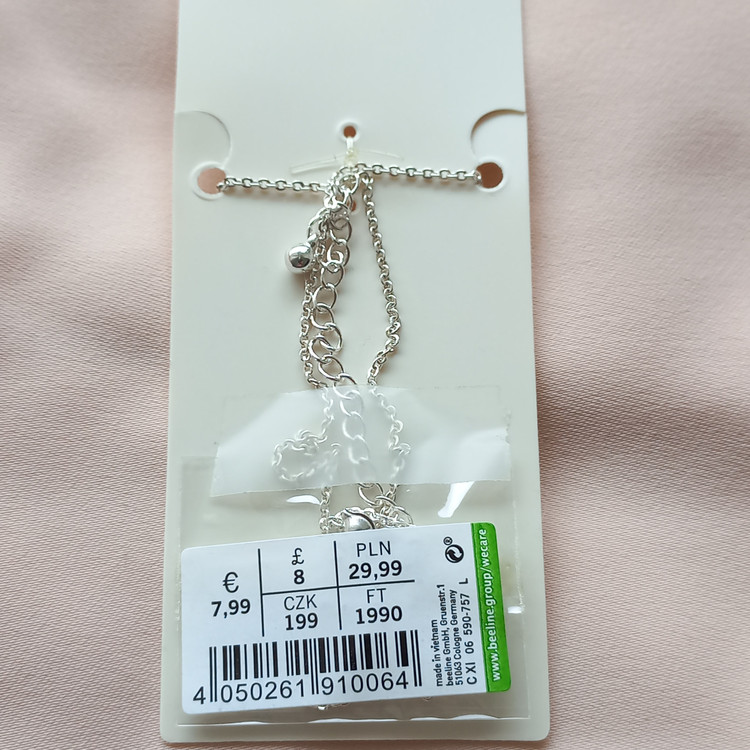 €
7,99
£
8
PLN
29,99
CZK
199
FT
1990
4 050261 910064
made in vietnam
beeline GmbH, Gruenstr.1
51063 Cologne Germany
C XI 06 590-757 L
www.beeline.group/wecare